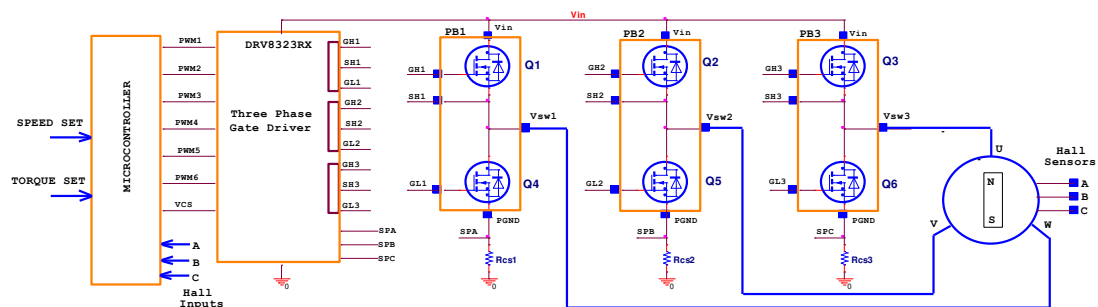 SPEED SET
TORQUE SET
MICROCONTROLLER
PWM1
PWM2
PWM3
PWM4
PWM5
PWM6
VCS
A
B
C
Hall
Inputs
DRV8323RX
Three Phase
Gate Driver
GH1
SH1
GL1
GH2
SH2
GL2
GH3
SH3
GL3
SPA
SPB
SPC
0
Vin
PB1
Vin
GH1
SH1
GL1
Q1
Vsw1
Q4
PGND
SPA
Rcs1
0
PB2
Vin
GH2
SH2
GL2
Q2
Vsw2
Q5
PGND
SPB
Rcs2
0
PB3
Vin
GH3
SH3
GL3
Q3
Vsw3
Q6
PGND
SPC
Rcs3
0
U
V
W
N
S
Hall
Sensors
A
B
C